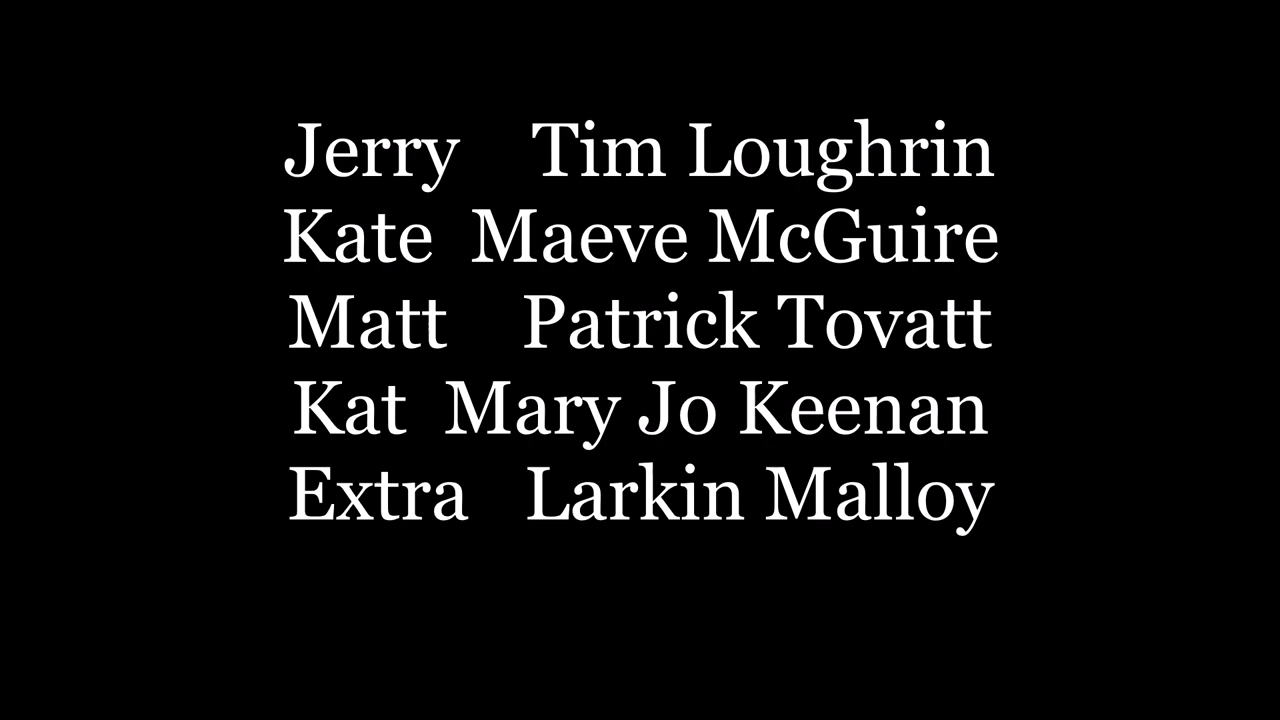 Jerry Tim Loughrin
Kate Maeve McGuire
Matt Patrick Tovatt
Kat Mary Jo Keenan
Extra Larkin Malloy